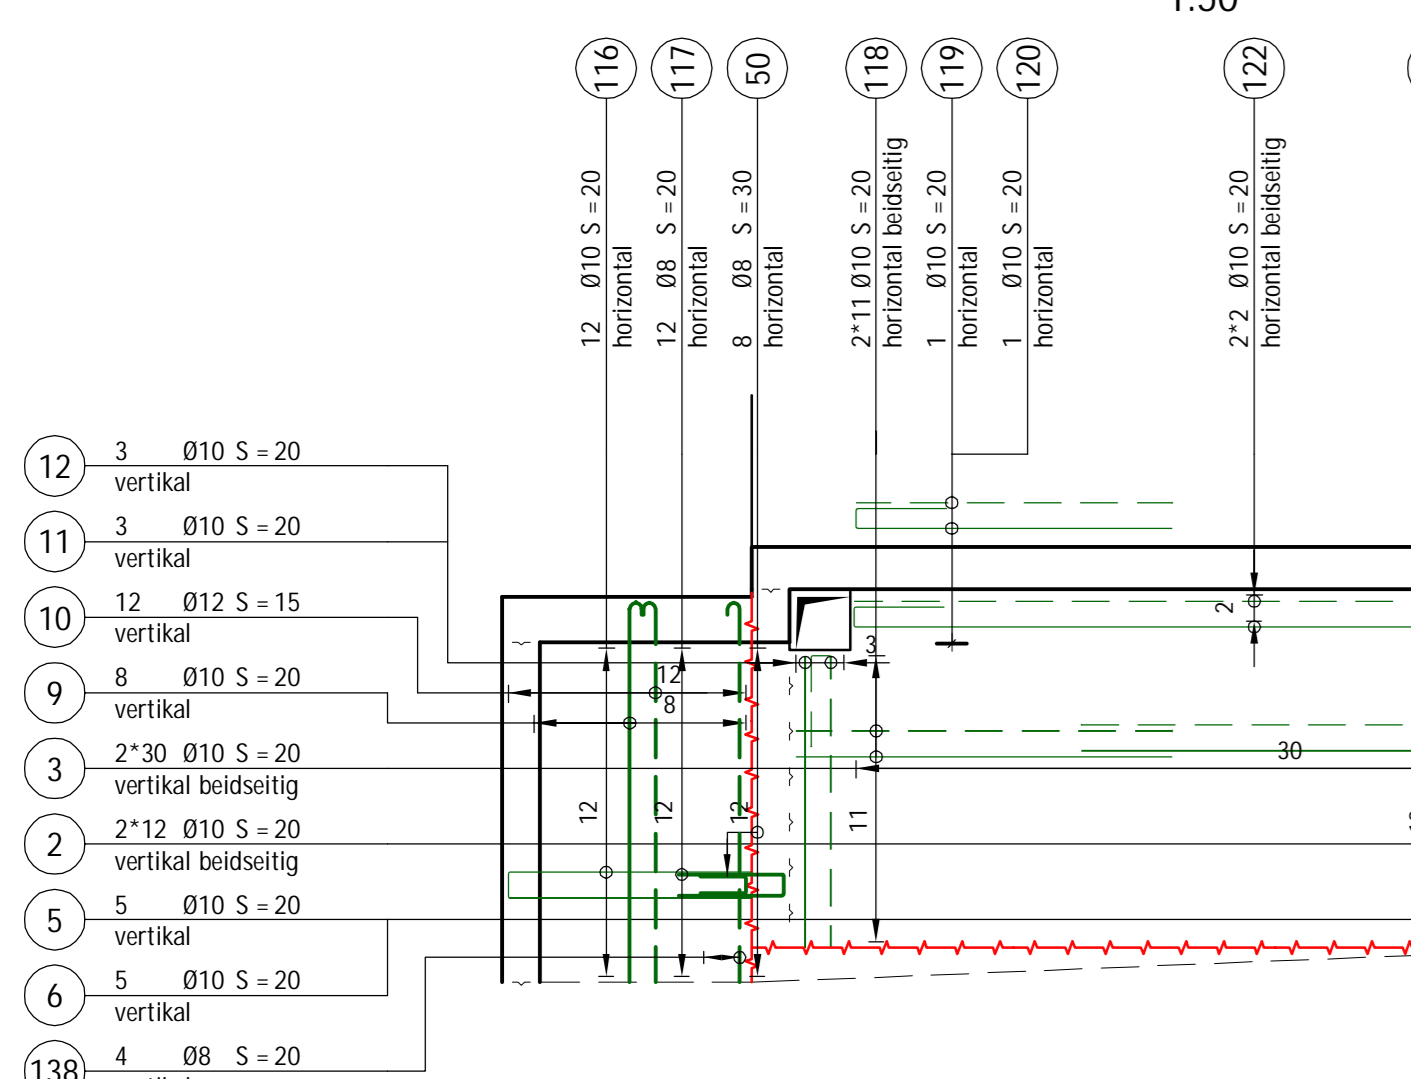 116
12 Ø10 S = 20
horizontal
117
12 Ø8 S = 20
horizontal
50
8 Ø8 S = 30
horizontal
118
2*11 Ø10 S = 20
horizontal beidseitig
119
1 Ø10 S = 20
horizontal
120
1 Ø10 S = 20
horizontal
122
2*2 Ø10 S = 20
horizontal beidseitig
12
3 Ø10 S = 20
vertikal
11
3 Ø10 S = 20
vertikal
10
12 Ø12 S = 15
vertikal
9
8 Ø10 S = 20
vertikal
3
2*30 Ø10 S = 20
vertikal beidseitig
2
2*12 Ø10 S = 20
vertikal beidseitig
5
5 Ø10 S = 20
vertikal
6
5 Ø10 S = 20
vertikal
138
4 Ø8 S = 20
2
3
12
8
30
12
12
12
11